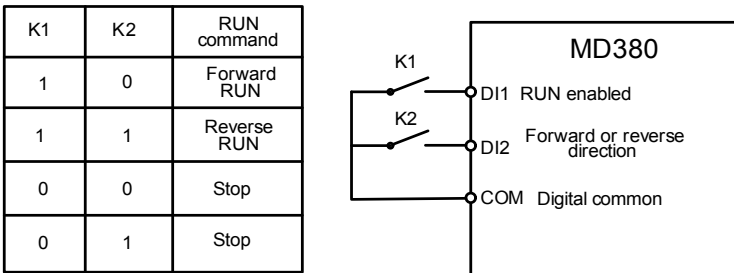 K1 K2 RUN command
1 0 Forward RUN
1 1 Reverse RUN
0 0 Stop
0 1 Stop
MD380
K1
DI1 RUN enabled
K2
DI2 Forward or reverse direction
COM Digital common